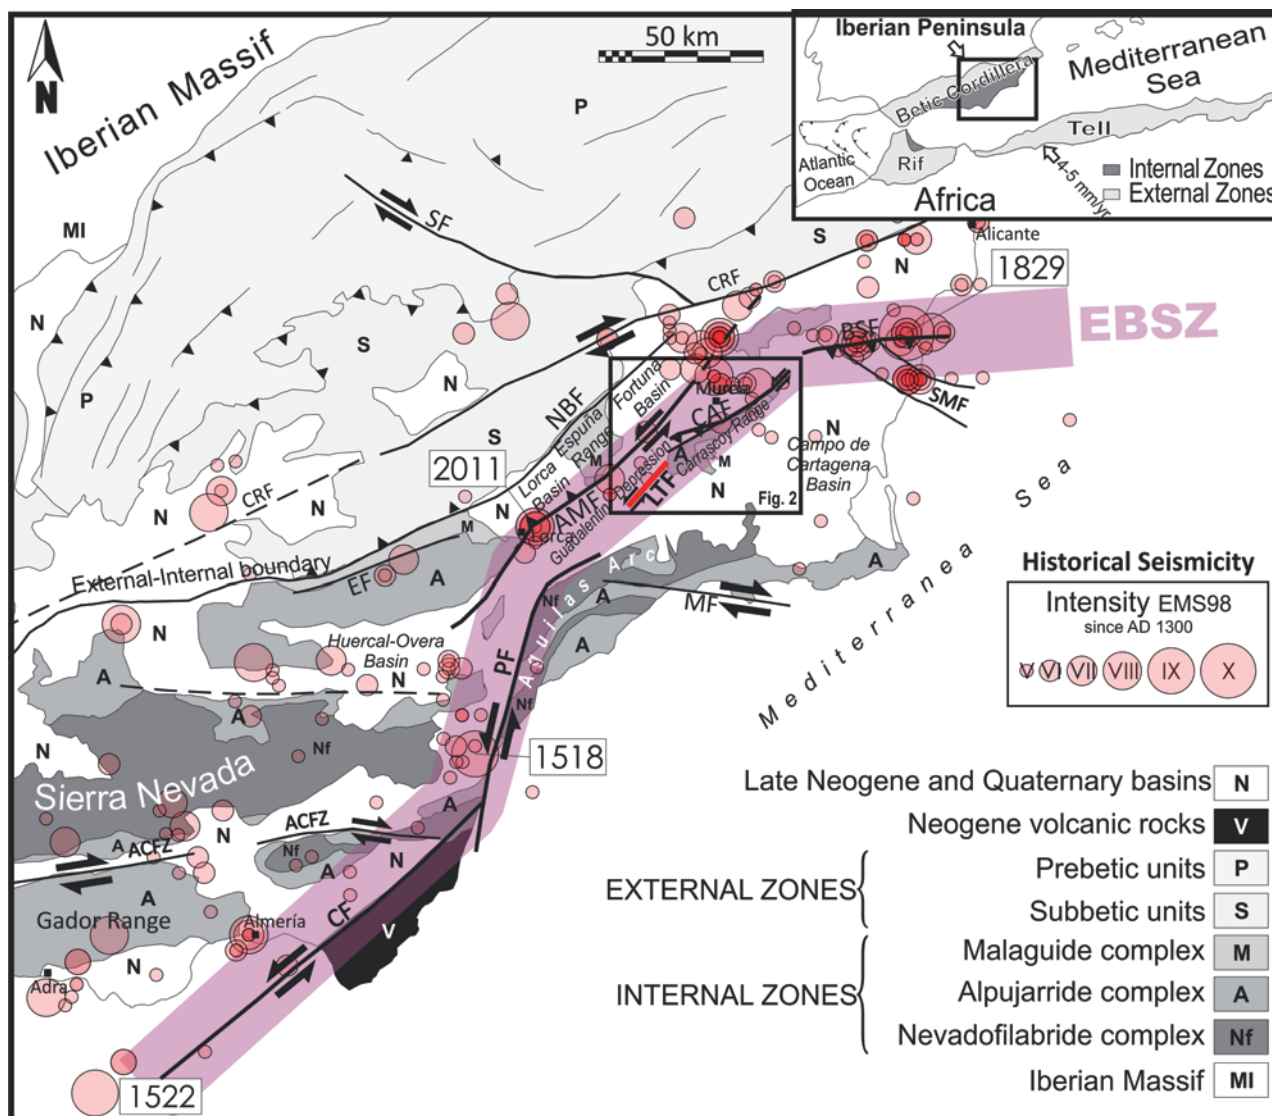 Iberian Massif
N
50 km
Iberian Peninsula
Mediterranean
Sea
Betic Cordillera
Tell
Rif
Atlantic
Ocean
4-5 mm/yr
Africa
Internal Zones
External Zones
P
MI
SF
S
N
Alicante
1829
CRF
EBSZ
BSF
N
S
N
P
NBF
Fortuna
Basin
Murcia
CAF
SMF
Espuña
Range
S
M
A
Carrascoy Range
M
N
Campo de
Cartagena
Basin
2011
Lorca
Basin
AMF
Guadalentín Depression
LTF
N
Fig. 2
CRF
N
N
N
M
Lorca
External-Internal boundary
EF
A
Aguilas Arc
Nf
A
A
A
MF
Mediterranean Sea
N
Huercal-Overa
Basin
N
A
PF
Nf
A
Nf
N
Sierra Nevada
1518
A
ACFZ
N
ACFZ
A
Nf
A
N
A
Gador Range
Almería
CF
V
N
Adra
1522
Historical Seismicity
Intensity EMS98
since AD 1300
V VI VII VIII IX X
Late Neogene and Quaternary basins N
Neogene volcanic rocks V
EXTERNAL ZONES
Prebetic units P
Subbetic units S
INTERNAL ZONES
Malaguide complex M
Alpujarride complex A
Nevadofilabride complex Nf
Iberian Massif MI